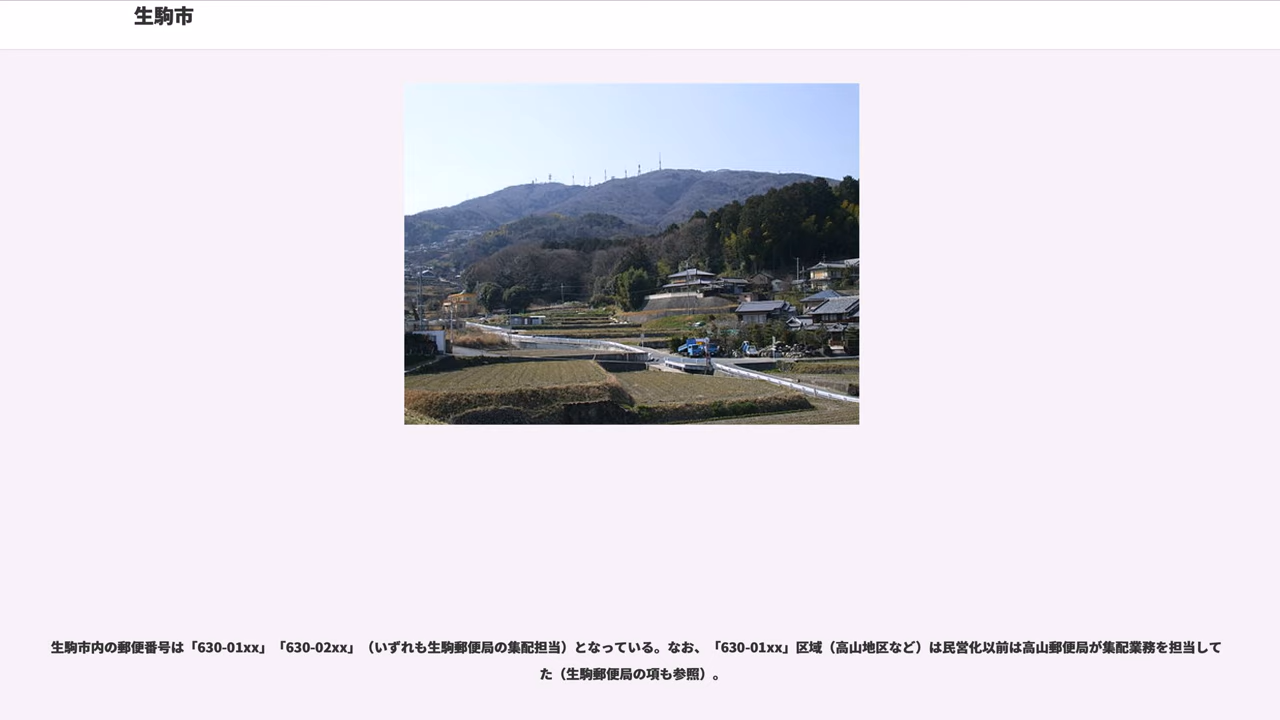 生駒市
生駒市内の郵便番号は「630-01xx」「630-02xx」（いずれも生駒郵便局の集配担当）となっている。なお、「630-01xx」区域（高山地区など）は民営化以前は高山郵便局が集配業務を担当して
た（生駒郵便局の項も参照）。